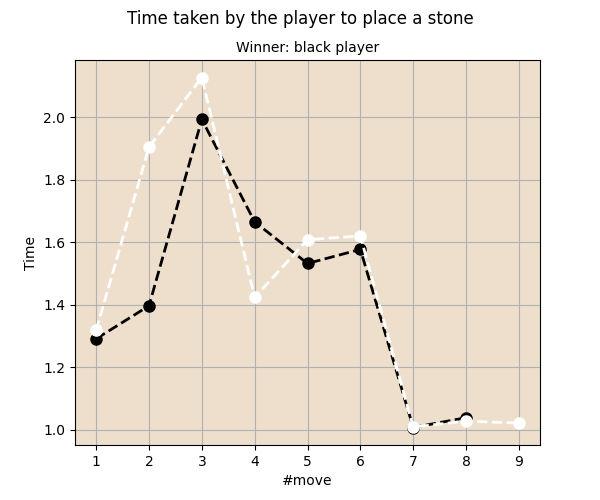 Time taken by the player to place a stone
Winner: black player
2.0
1.8
1.6
1.4
1.2
1.0
Time
1 2 3 4 5 6 7 8 9
#move